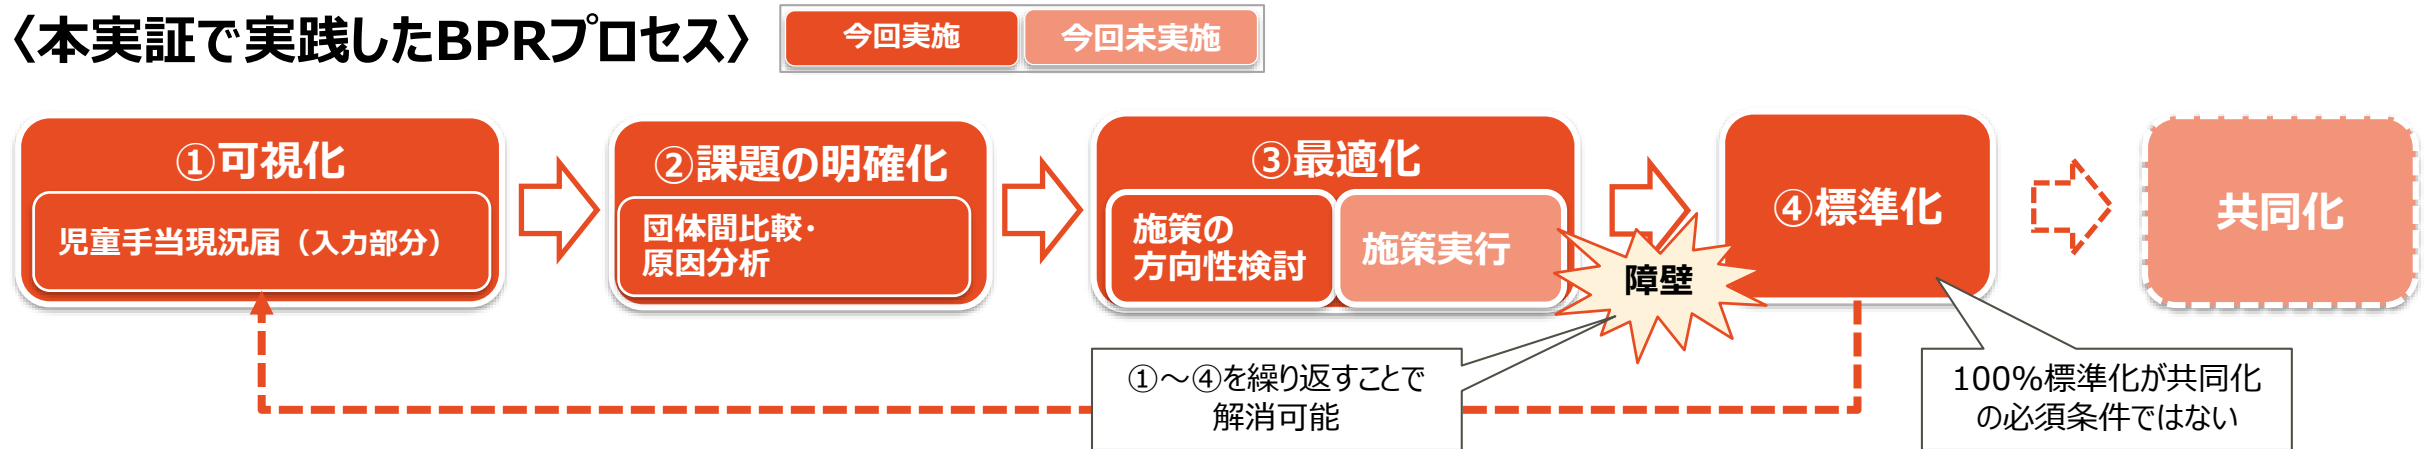 〈本実証で実践したBPRプロセス〉
今回実施
今回未実施
①可視化
児童手当現況届（入力部分）
②課題の明確化
団体間比較・
原因分析
③最適化
施策の
方向性検討
施策実行
障壁
④標準化
共同化
①～④を繰り返すことで
解消可能
100%標準化が共同化
の必須条件ではない